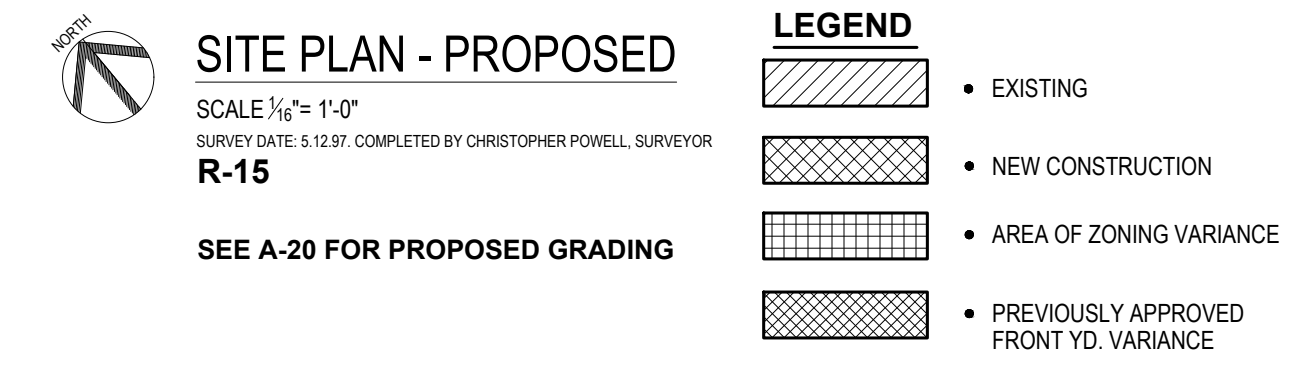 NORTH
SITE PLAN - PROPOSED
SCALE 1⁄16"= 1'-0"
SURVEY DATE: 5.12.97. COMPLETED BY CHRISTOPHER POWELL, SURVEYOR
R-15
SEE A-20 FOR PROPOSED GRADING
LEGEND
• EXISTING
• NEW CONSTRUCTION
• AREA OF ZONING VARIANCE
• PREVIOUSLY APPROVED
FRONT YD. VARIANCE